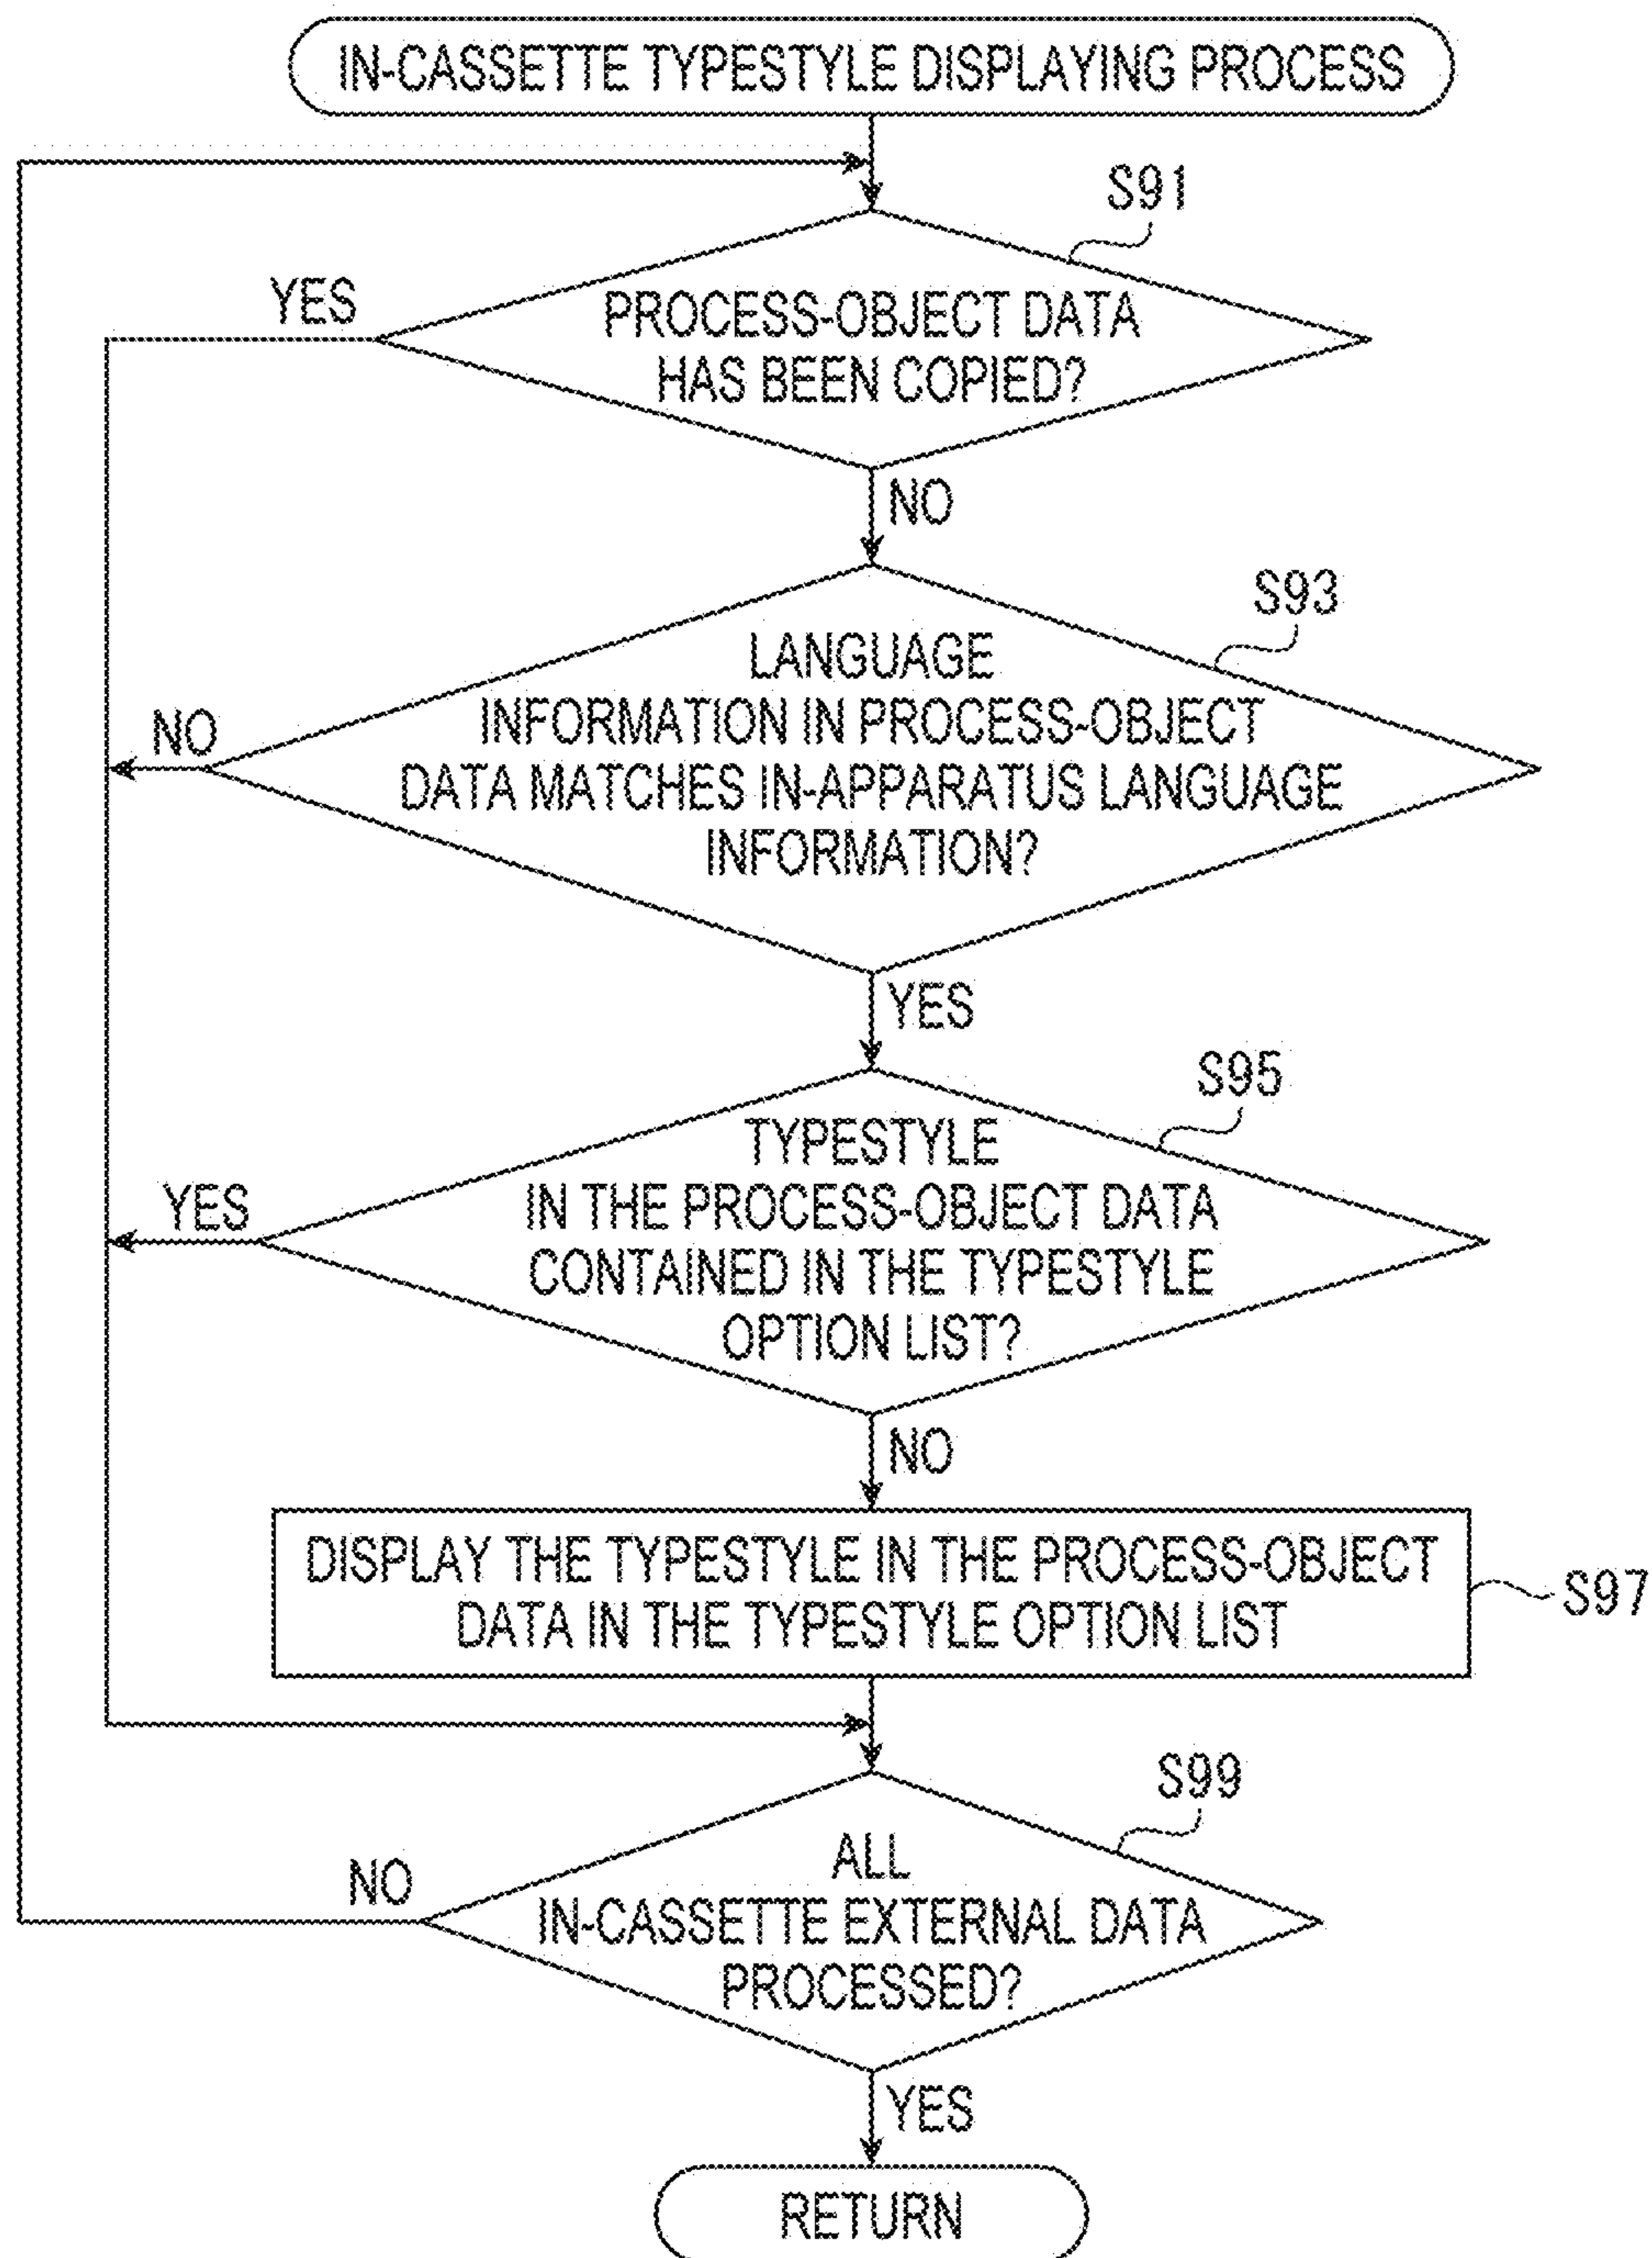 IN-CASSETTE TYPESTYLE DISPLAYING PROCESS
S91
YES
PROCESS-OBJECT DATA
HAS BEEN COPIED?
NO
S93
LANGUAGE
INFORMATION IN PROCESS-OBJECT
DATA MATCHES IN-APPARATUS LANGUAGE
INFORMATION?
NO
YES
S95
TYPESTYLE
IN THE PROCESS-OBJECT DATA
CONTAINED IN THE TYPESTYLE
OPTION LIST?
YES
NO
DISPLAY THE TYPESTYLE IN THE PROCESS-OBJECT
DATA IN THE TYPESTYLE OPTION LIST
S97
S99
ALL
IN-CASSETTE EXTERNAL DATA
PROCESSED?
NO
YES
RETURN